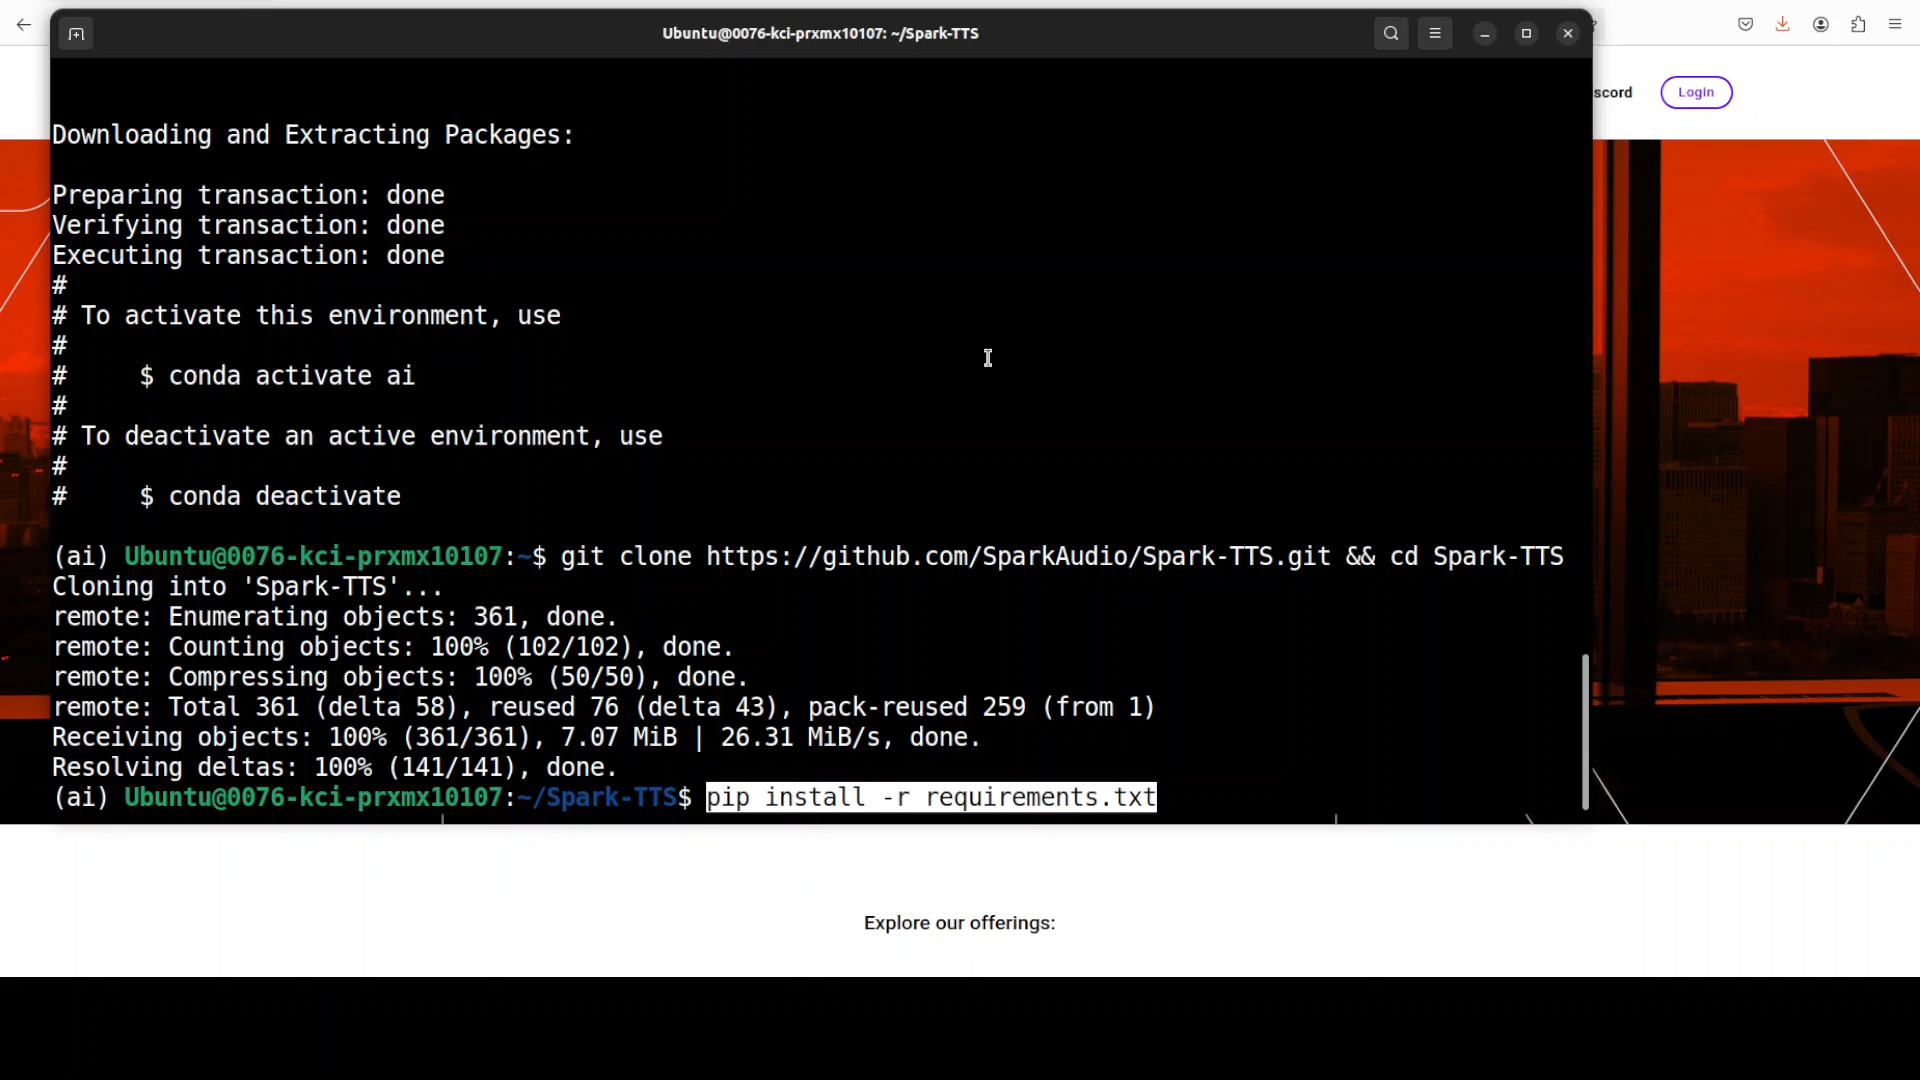 Ubuntu@0076-kci-prxmx10107: ~/Spark-TTS
scord
Login
Downloading and Extracting Packages:
Preparing transaction: done
Verifying transaction: done
Executing transaction: done
#
# To activate this environment, use
#
#     $ conda activate ai
#
# To deactivate an active environment, use
#
#     $ conda deactivate
(ai) Ubuntu@0076-kci-prxmx10107:~$ git clone https://github.com/SparkAudio/Spark-TTS.git && cd Spark-TTS
Cloning into 'Spark-TTS'...
remote: Enumerating objects: 361, done.
remote: Counting objects: 100% (102/102), done.
remote: Compressing objects: 100% (50/50), done.
remote: Total 361 (delta 58), reused 76 (delta 43), pack-reused 259 (from 1)
Receiving objects: 100% (361/361), 7.07 MiB | 26.31 MiB/s, done.
Resolving deltas: 100% (141/141), done.
(ai) Ubuntu@0076-kci-prxmx10107:~/Spark-TTS$ pip install -r requirements.txt
Explore our offerings: